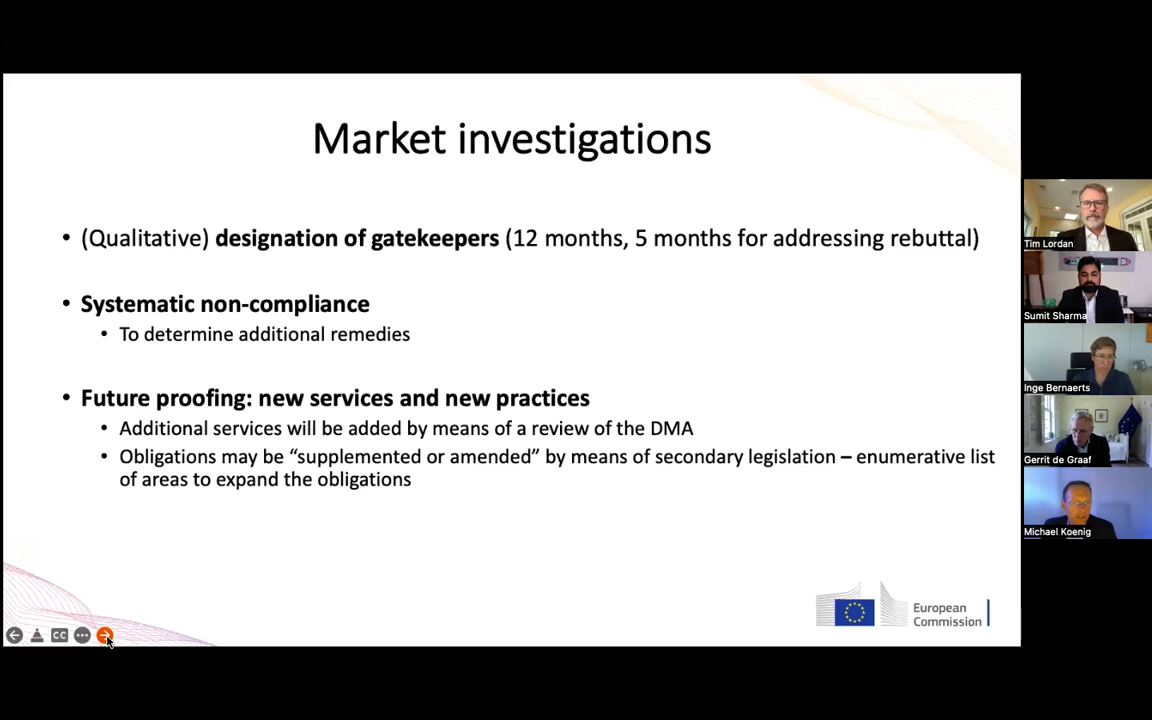 Market investigations
• (Qualitative) designation of gatekeepers (12 months, 5 months for addressing rebuttal)
• Systematic non-compliance
• To determine additional remedies
• Future proofing: new services and new practices
• Additional services will be added by means of a review of the DMA
• Obligations may be “supplemented or amended” by means of secondary legislation – enumerative list
of areas to expand the obligations
European
Commission
CC
Tim Lordan
Sumit Sharma
Inge Bernaerts
Gerrit de Graaf
Michael Koenig